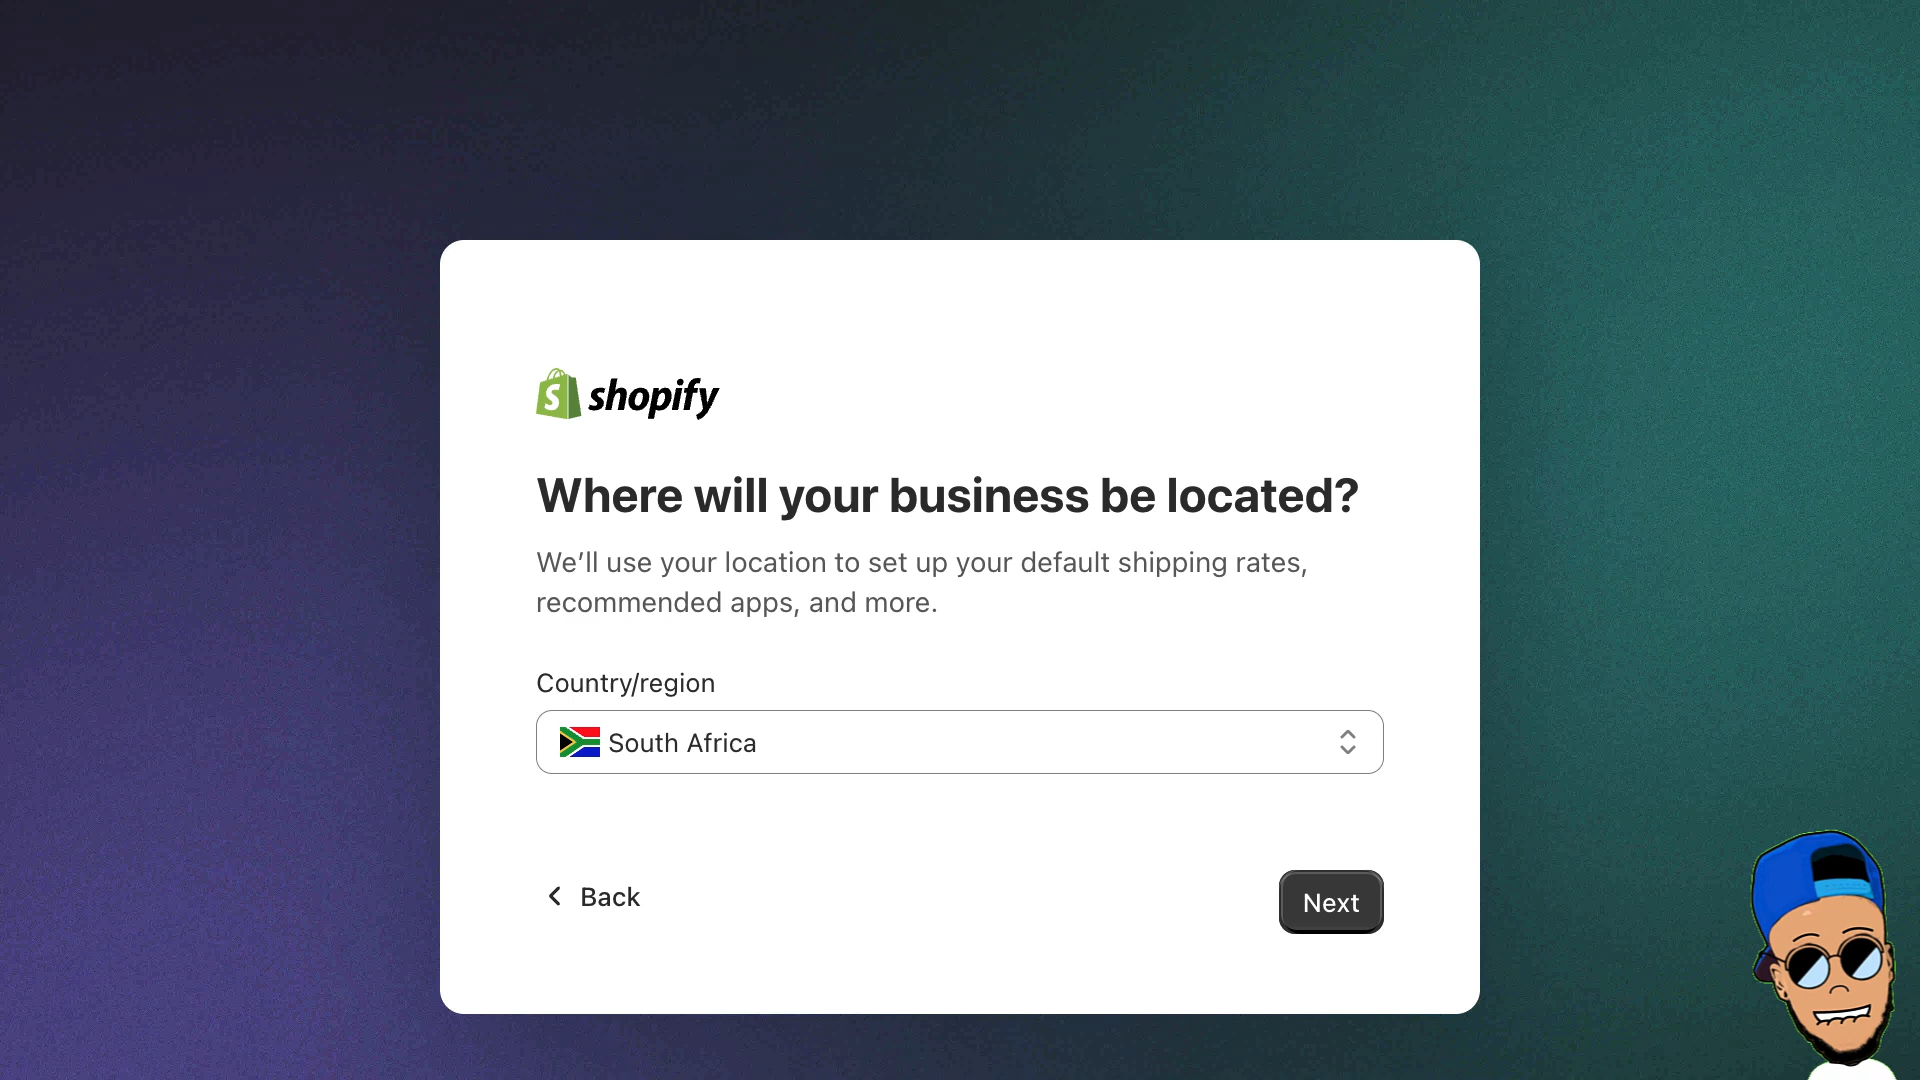 shopify
Where will your business be located?
We’ll use your location to set up your default shipping rates,
recommended apps, and more.
Country/region
South Africa
Back
Next